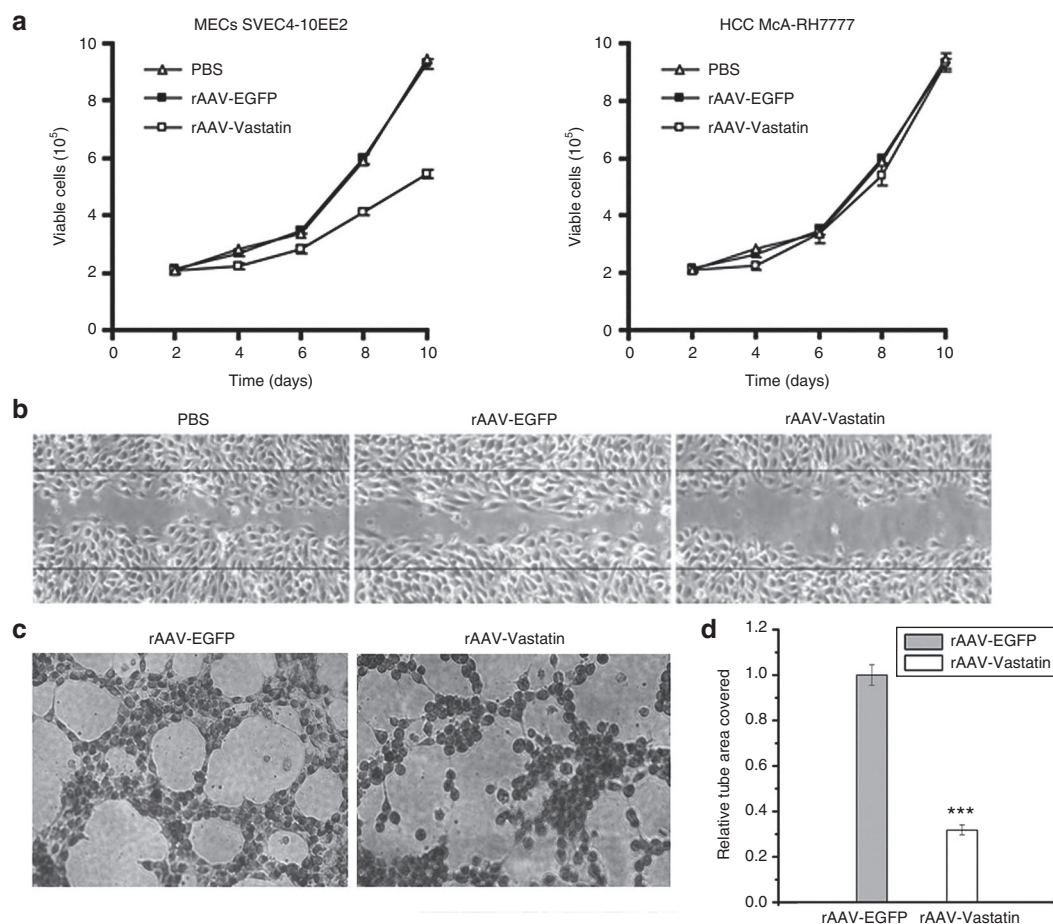 a
MECs SVEC4-10EE2
HCC McA-RH7777
PBS
rAAV-EGFP
rAAV-Vastatin
Viable cells (10⁵)
10
8
6
4
2
0
0
2
4
6
8
10
Time (days)
PBS
rAAV-EGFP
rAAV-Vastatin
Viable cells (10⁵)
10
8
6
4
2
0
0
2
4
6
8
10
Time (days)
b
PBS
rAAV-EGFP
rAAV-Vastatin
c
rAAV-EGFP
rAAV-Vastatin
d
rAAV-EGFP
rAAV-Vastatin
Relative tube area covered
1.2
1.0
0.8
0.6
0.4
0.2
0.0
***
rAAV-EGFP
rAAV-Vastatin